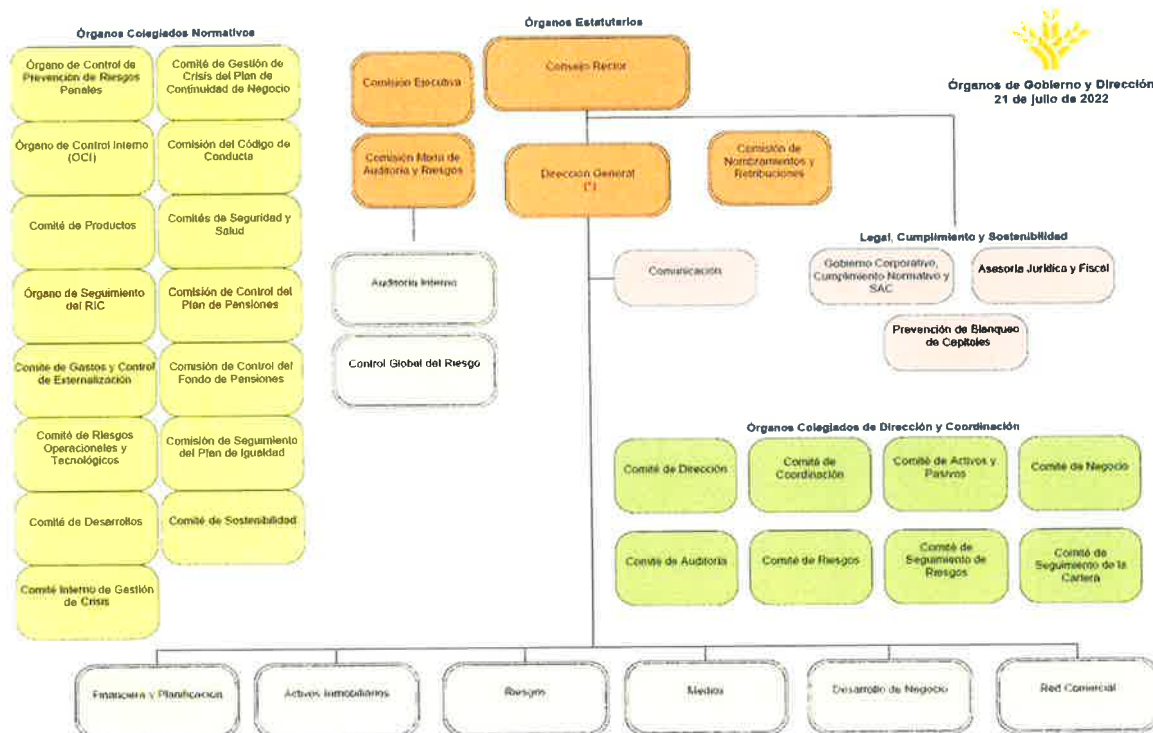 Órganos Estatutarios
Órganos Colegiados Normativos
Órganos de Gobierno y Dirección
21 de julio de 2022
Órgano de Control de
Prevención de Riesgos
Penales
Comité de Gestión de
Crisis del Plan de
Continuidad de Negocio
Órgano de Control Interno
(OCI)
Comisión del Código de
Conducta
Comité de Productos
Comités de Seguridad y
Salud
Órgano de Seguimiento
del RIC
Comisión de Control del
Plan de Pensiones
Comité de Gastos y Control
de Externalización
Comisión de Control del
Fondo de Pensiones
Comité de Riesgos
Operacionales y
Tecnológicos
Comisión de Seguimiento
del Plan de Igualdad
Comité de Desarrollos
Comité de Sostenibilidad
Comité Interno de Gestión
de Crisis
Comisión Ejecutiva
Consejo Rector
Comisión Mixta de
Auditoría y Riesgos
Dirección General
(*)
Comisión de
Nombramientos y
Retribuciones
Auditoría Interna
Control Global del Riesgo
Comunicación
Legal, Cumplimiento y Sostenibilidad
Gobierno Corporativo,
Cumplimiento Normativo y
SAC
Asesoría Jurídica y Fiscal
Prevención de Blanqueo
de Capitales
Órganos Colegiados de Dirección y Coordinación
Comité de Dirección
Comité de
Coordinación
Comité de Activos y
Pasivos
Comité de Negocio
Comité de Auditoría
Comité de Riesgos
Comité de
Seguimiento de
Riesgos
Comité de
Seguimiento de la
Cartera
Financiera y Planificación
Activos Inmobiliarios
Riesgos
Medios
Desarrollo de Negocio
Red Comercial